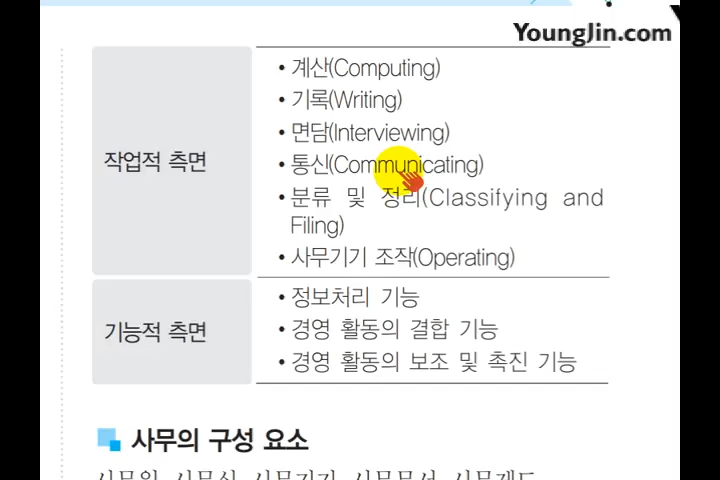 YoungJin.com
작업적 측면
• 계산(Computing)
• 기록(Writing)
• 면담(Interviewing)
• 통신(Communicating)
• 분류 및 정리(Classifying and
Filing)
• 사무기기 조작(Operating)
기능적 측면
• 정보처리 기능
• 경영 활동의 결합 기능
• 경영 활동의 보조 및 촉진 기능
사무의 구성 요소